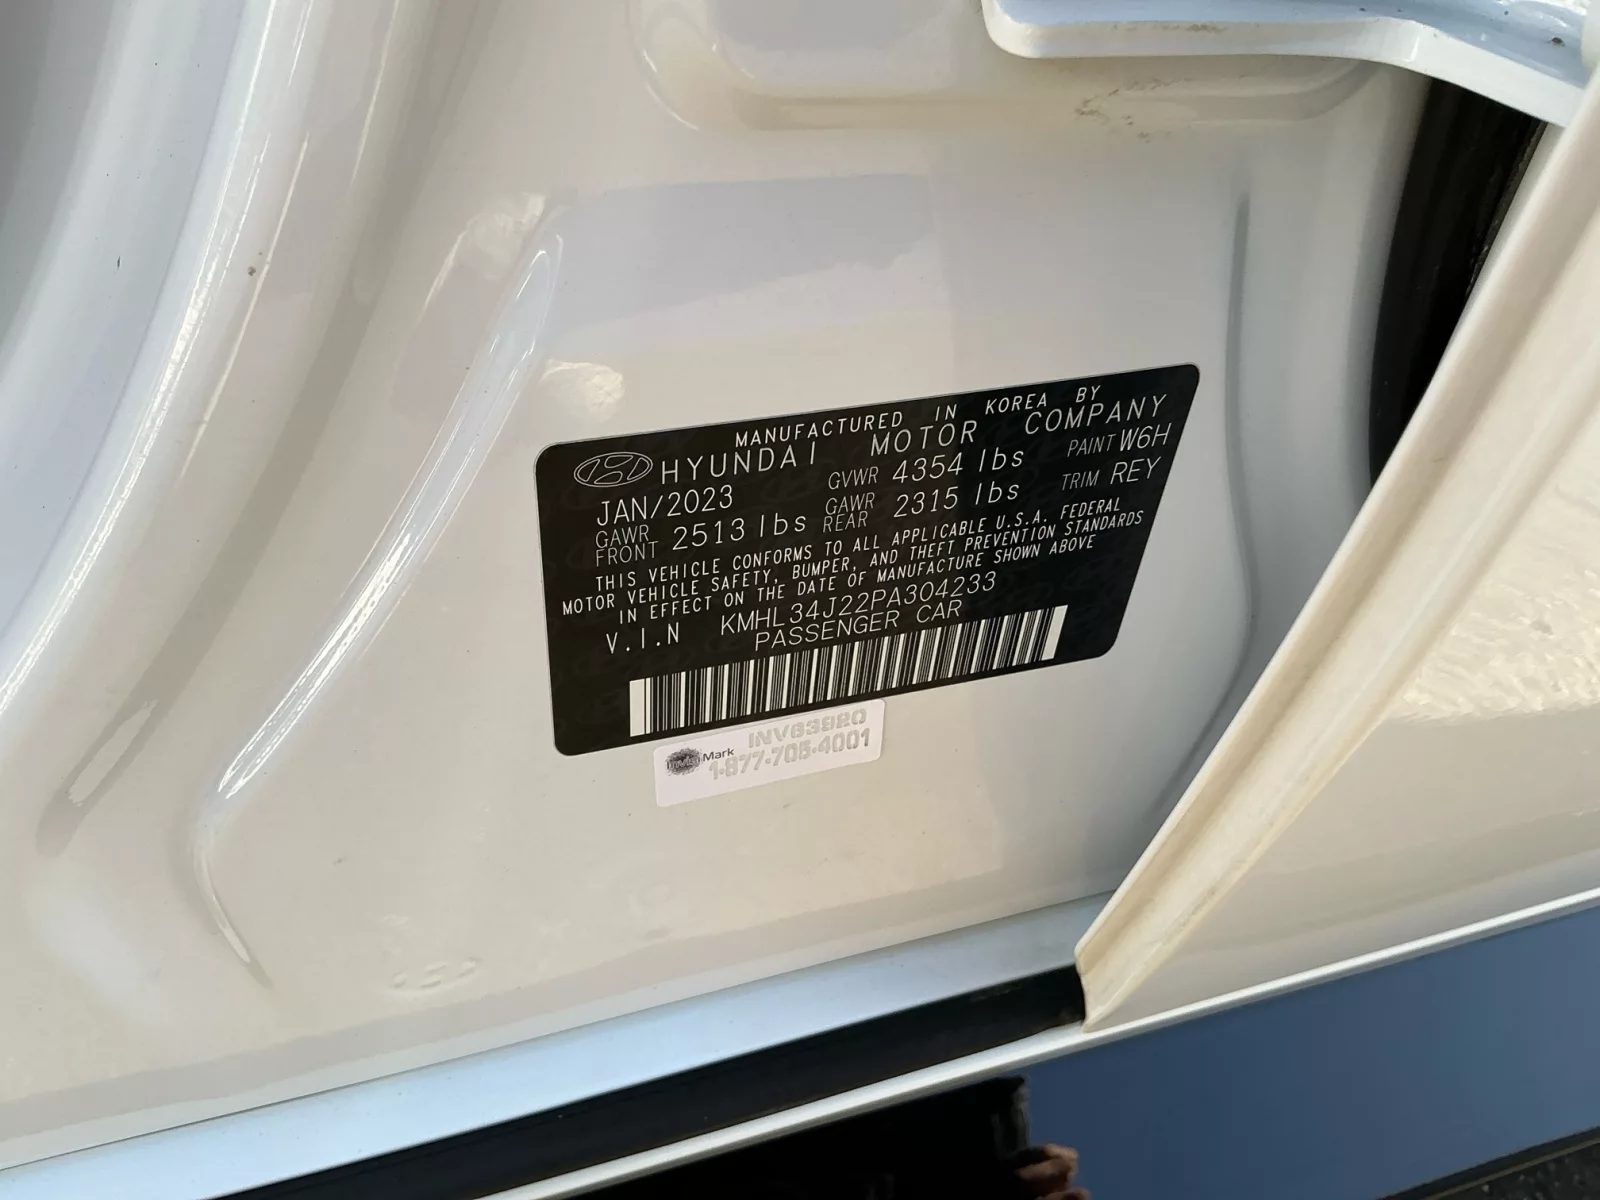 MANUFACTURED IN KOREA BY
HYUNDAI MOTOR COMPANY
JAN/2023 GVWR 4354 lbs PAINT W6H
GAWR FRONT 2513 lbs GAWR REAR 2315 lbs TRIM REY
THIS VEHICLE CONFORMS TO ALL APPLICABLE U.S.A. FEDERAL
MOTOR VEHICLE SAFETY, BUMPER, AND THEFT PREVENTION STANDARDS
IN EFFECT ON THE DATE OF MANUFACTURE SHOWN ABOVE
V.I.N KMHL34J22PA304233
PASSENGER CAR
Mark INV63920
1-877-705-4001